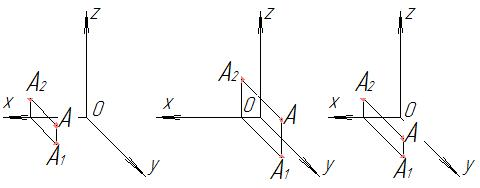 z z z
A₂
A₂ A₂
x A O x O A x O
A
A₁ y A₁ y A₁ y